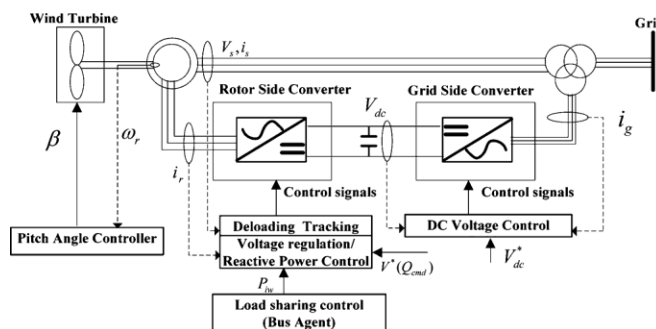 Wind Turbine
Gri
V_s, i_s
Rotor Side Converter
V_dc
Grid Side Converter
i_g
β
ω_r
i_r
Control signals
Control signals
Pitch Angle Controller
Deloading Tracking
Voltage regulation/
Reactive Power Control
DC Voltage Control
V^*(Q_cmd)
V_dc^*
P_iw
Load sharing control
(Bus Agent)